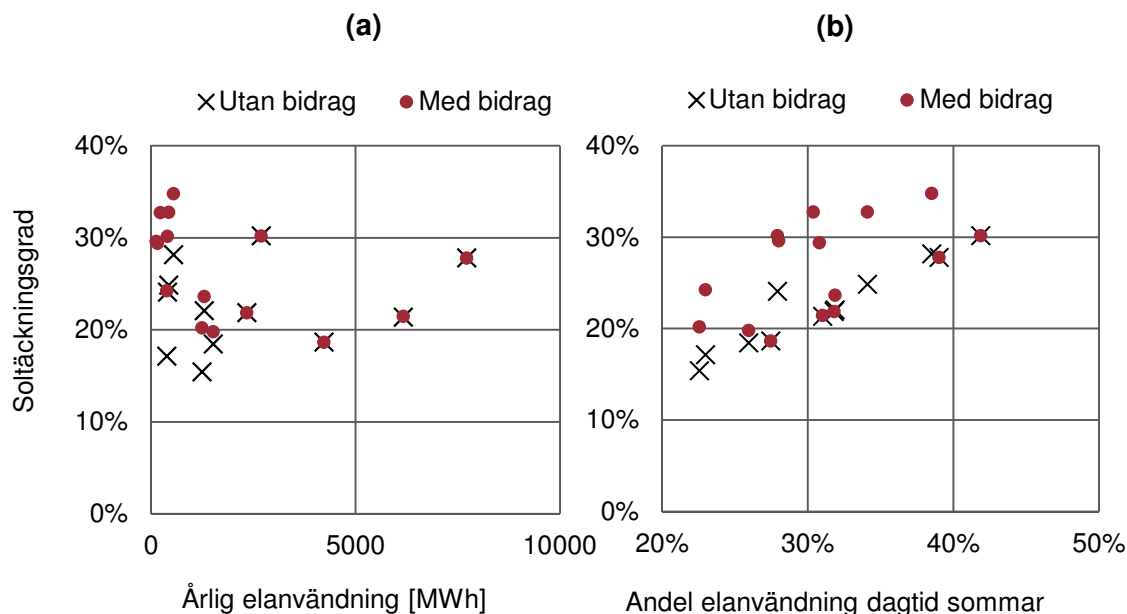 (a)
Utan bidrag
Med bidrag
40%
30%
20%
10%
0%
0
5000
10000
Soltäckningsgrad
Årlig elanvändning [MWh]
(b)
Utan bidrag
Med bidrag
40%
30%
20%
10%
0%
20%
30%
40%
50%
Andel elanvändning dagtid sommar